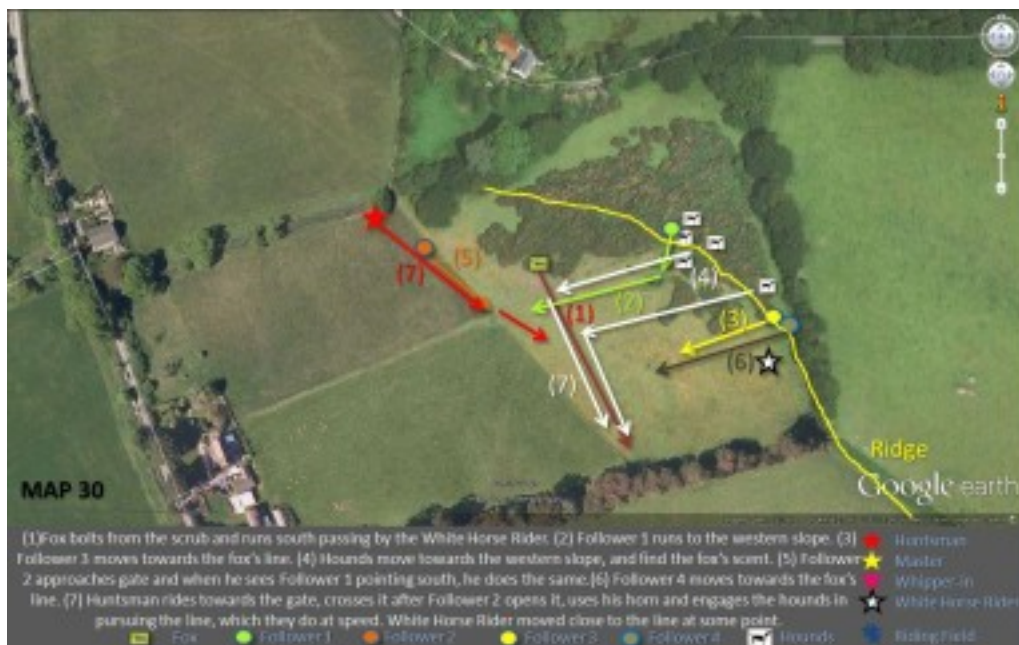 (5)
(7)
(4)
(2)
(1)
(3)
(6)
(7)
Ridge
Google earth
MAP 30
(1)Fox bolts from the scrub and runs south passing by the White Horse Rider. (2) Follower 1 runs to the western slope. (3)
Follower 3 moves towards the fox's line. (4) Hounds move towards the western slope, and find the fox's scent. (5) Follower
2 approaches gate and when he sees Follower 1 pointing south, he does the same.(6) Follower 4 moves towards the fox's
line. (7) Huntsman rides towards the gate, crosses it after Follower 2 opens it, uses his horn and engages the hounds in
pursuing the line, which they do at speed. White Horse Rider moved close to the line at some point.
Huntsman
Master
Whipper-in
White Horse Rider
Riding Field
Fox Follower 1 Follower 2 Follower 3 Follower 4 Hounds